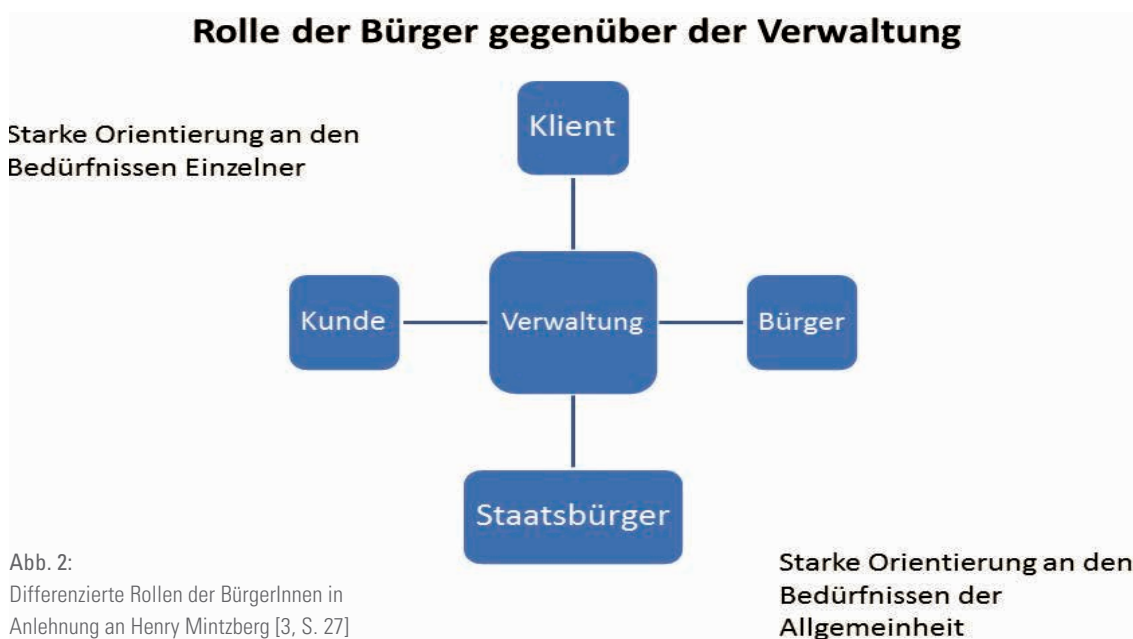 Rolle der Bürger gegenüber der Verwaltung
Starke Orientierung an den
Bedürfnissen Einzelner
Klient
Kunde
Verwaltung
Bürger
Staatsbürger
Abb. 2:
Differenzierte Rollen der BürgerInnen in
Anlehnung an Henry Mintzberg [3, S. 27]
Starke Orientierung an den
Bedürfnissen der
Allgemeinheit